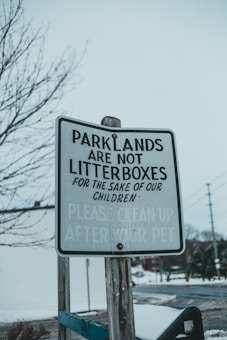 PARKLANDS
ARE NOT
LITTERBOXES
FOR THE SAKE OF OUR
CHILDREN
PLEASE CLEAN UP
AFTER YOUR PET